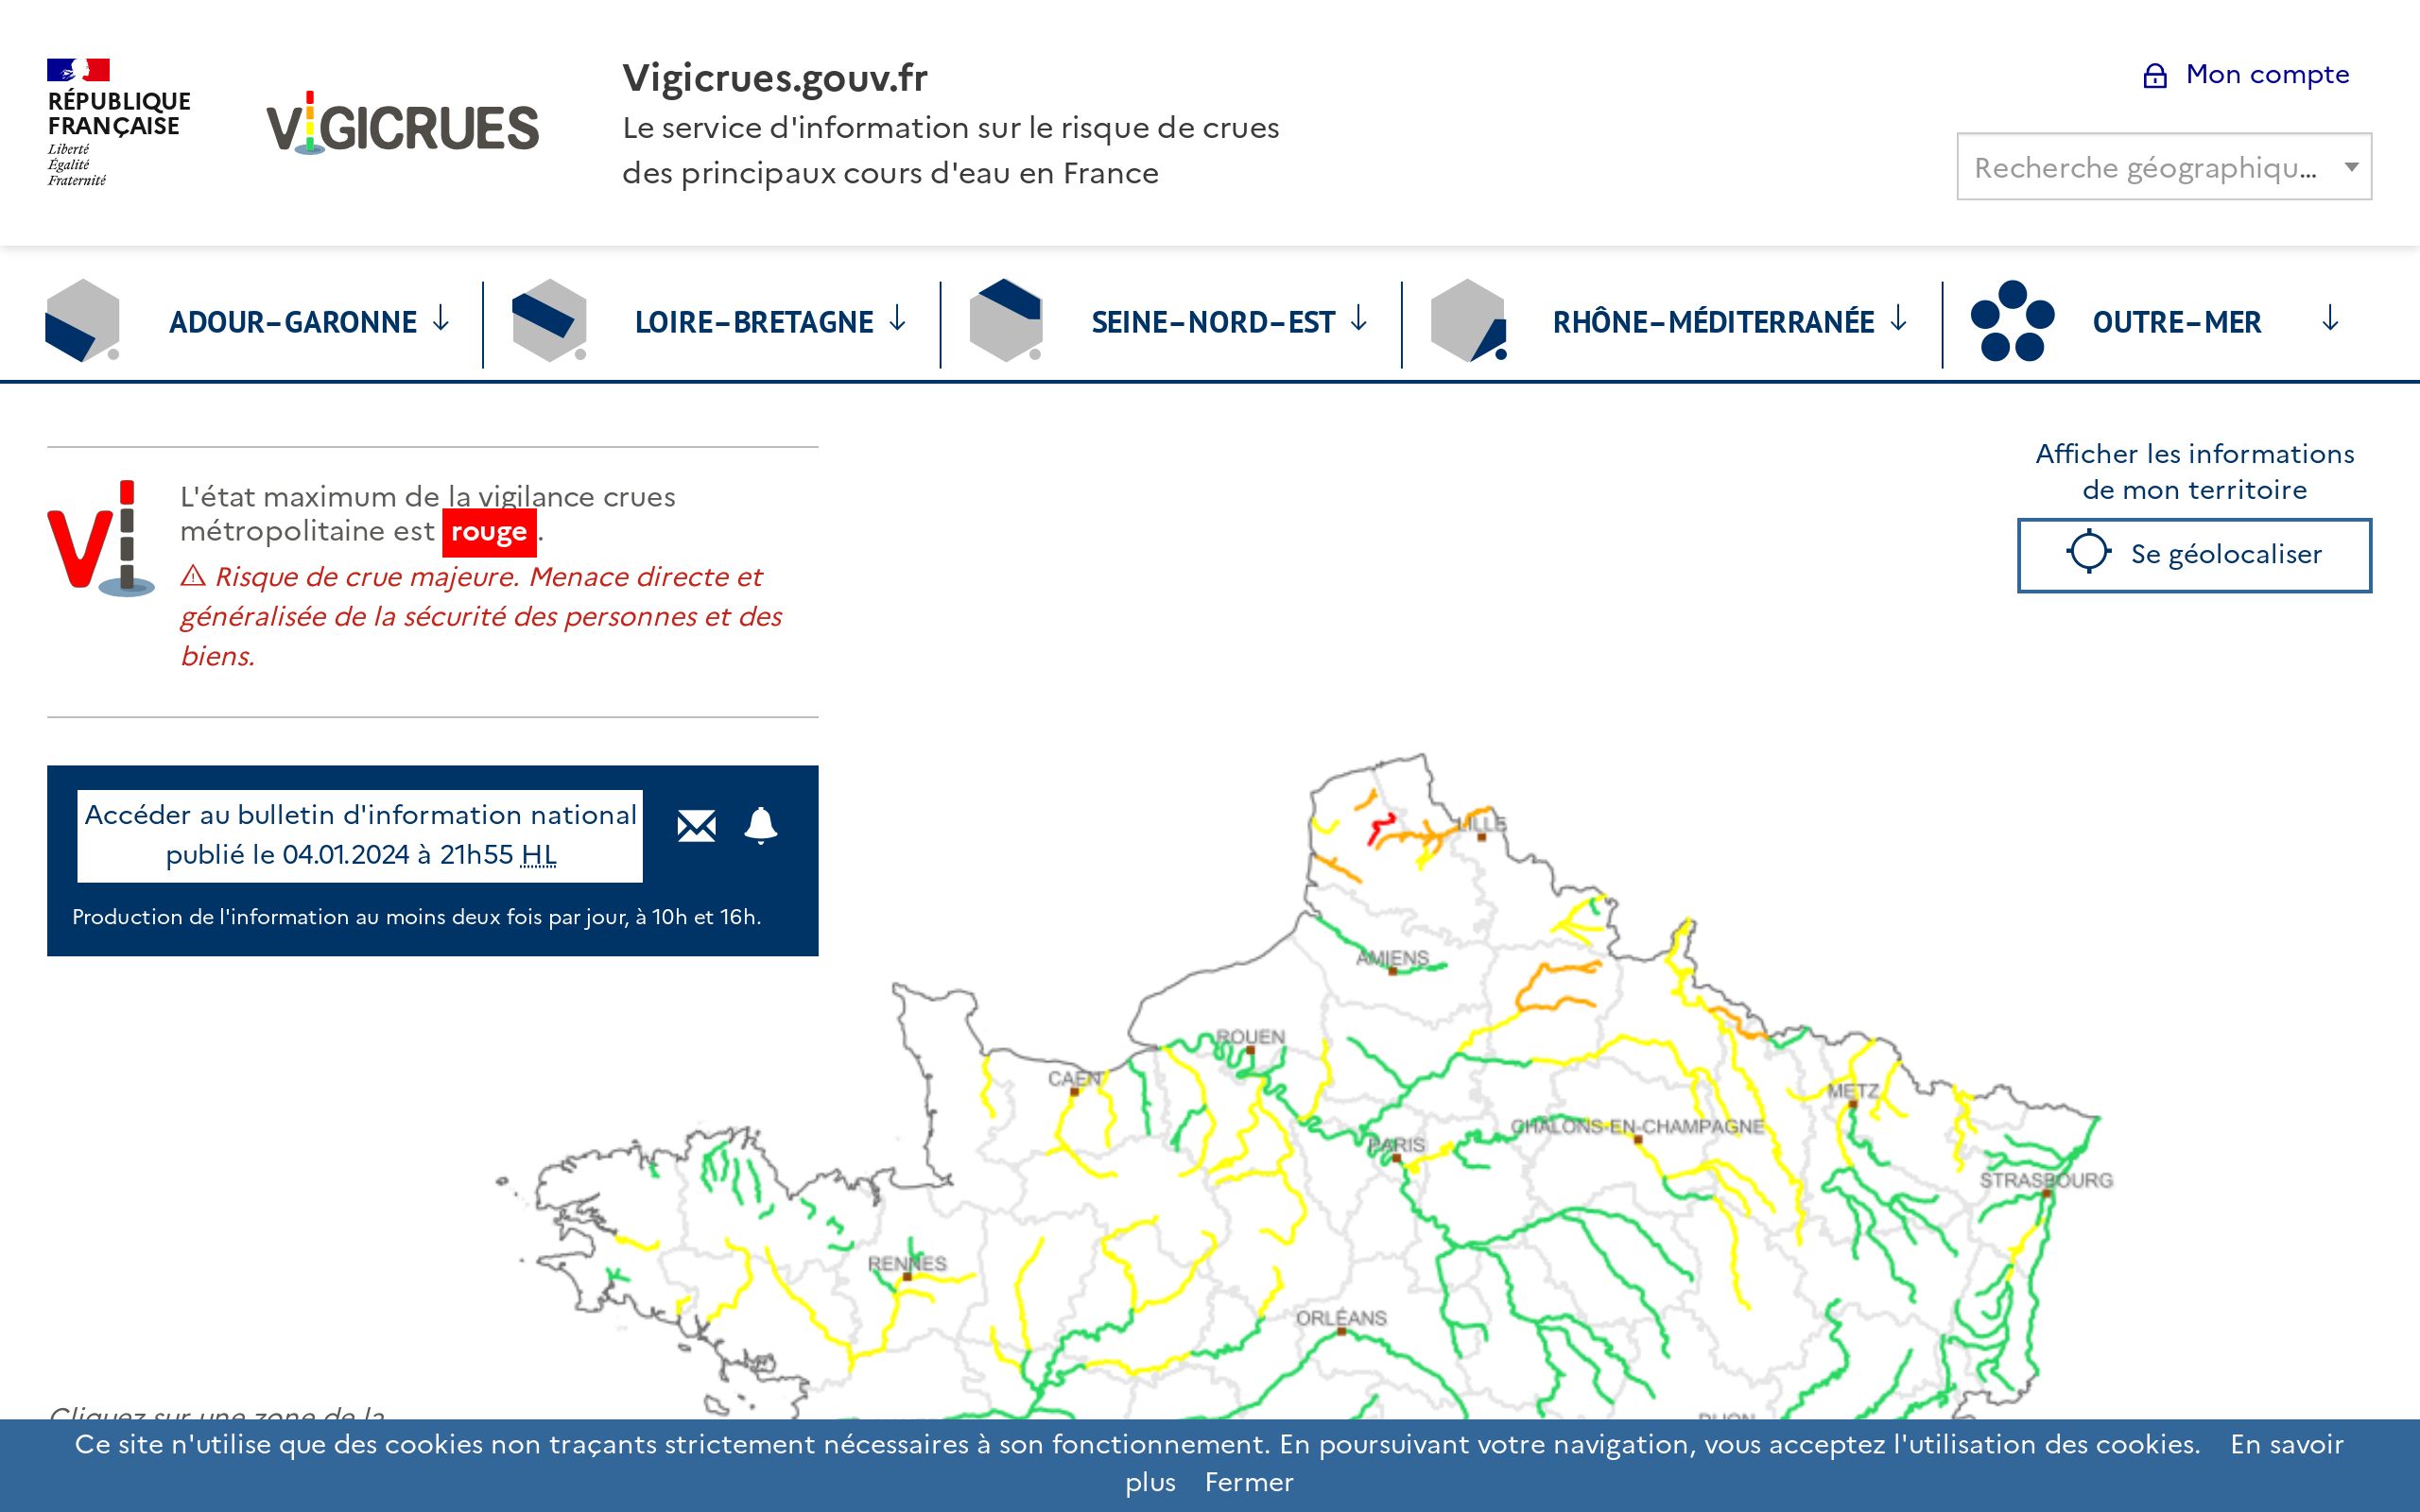 RÉPUBLIQUE
FRANÇAISE
Liberté
Égalité
Fraternité
VIGICRUES
Vigicrues.gouv.fr
Le service d'information sur le risque de crues
des principaux cours d'eau en France
Mon compte
Recherche géographiqu...
ADOUR-GARONNE
LOIRE-BRETAGNE
SEINE-NORD-EST
RHÔNE-MÉDITERRANÉE
OUTRE-MER
Vi
L'état maximum de la vigilance crues
métropolitaine est rouge.
⚠ Risque de crue majeure. Menace directe et
généralisée de la sécurité des personnes et des
biens.
Afficher les informations
de mon territoire
Se géolocaliser
Accéder au bulletin d'information national
publié le 04.01.2024 à 21h55 HL
Production de l'information au moins deux fois par jour, à 10h et 16h.
LILLE
AMIENS
ROUEN
CAEN
METZ
CHALONS-EN-CHAMPAGNE
PARIS
STRASBOURG
RENNES
ORLÉANS
DIJON
Cliquez sur une zone de la
Ce site n'utilise que des cookies non traçants strictement nécessaires à son fonctionnement. En poursuivant votre navigation, vous acceptez l'utilisation des cookies. En savoir
plus Fermer